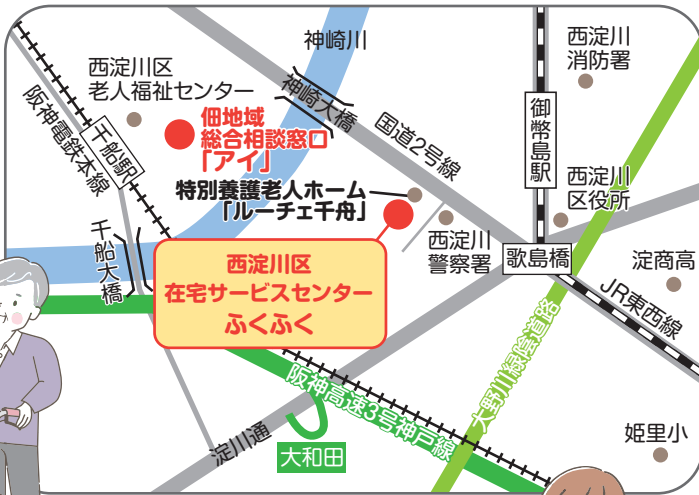 神崎川
西淀川区
老人福祉センター
神崎大橋
国道2号線
西淀川
消防署
阪神電鉄本線
千船駅
佃地域
総合相談窓口
「アイ」
御幣島駅
特別養護老人ホーム
「ルーチェ千舟」
西淀川
区役所
千船大橋
西淀川
警察署
歌島橋
淀商高
西淀川区
在宅サービスセンター
ふくふく
JR東西線
大野川緑陰道路
阪神高速3号神戸線
淀川通
大和田
姫里小